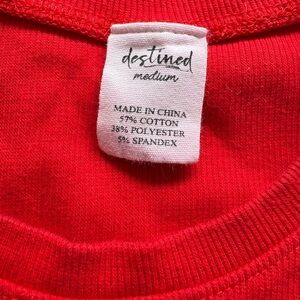 destined
medium
MADE IN CHINA
57% COTTON
38% POLYESTER
5% SPANDEX